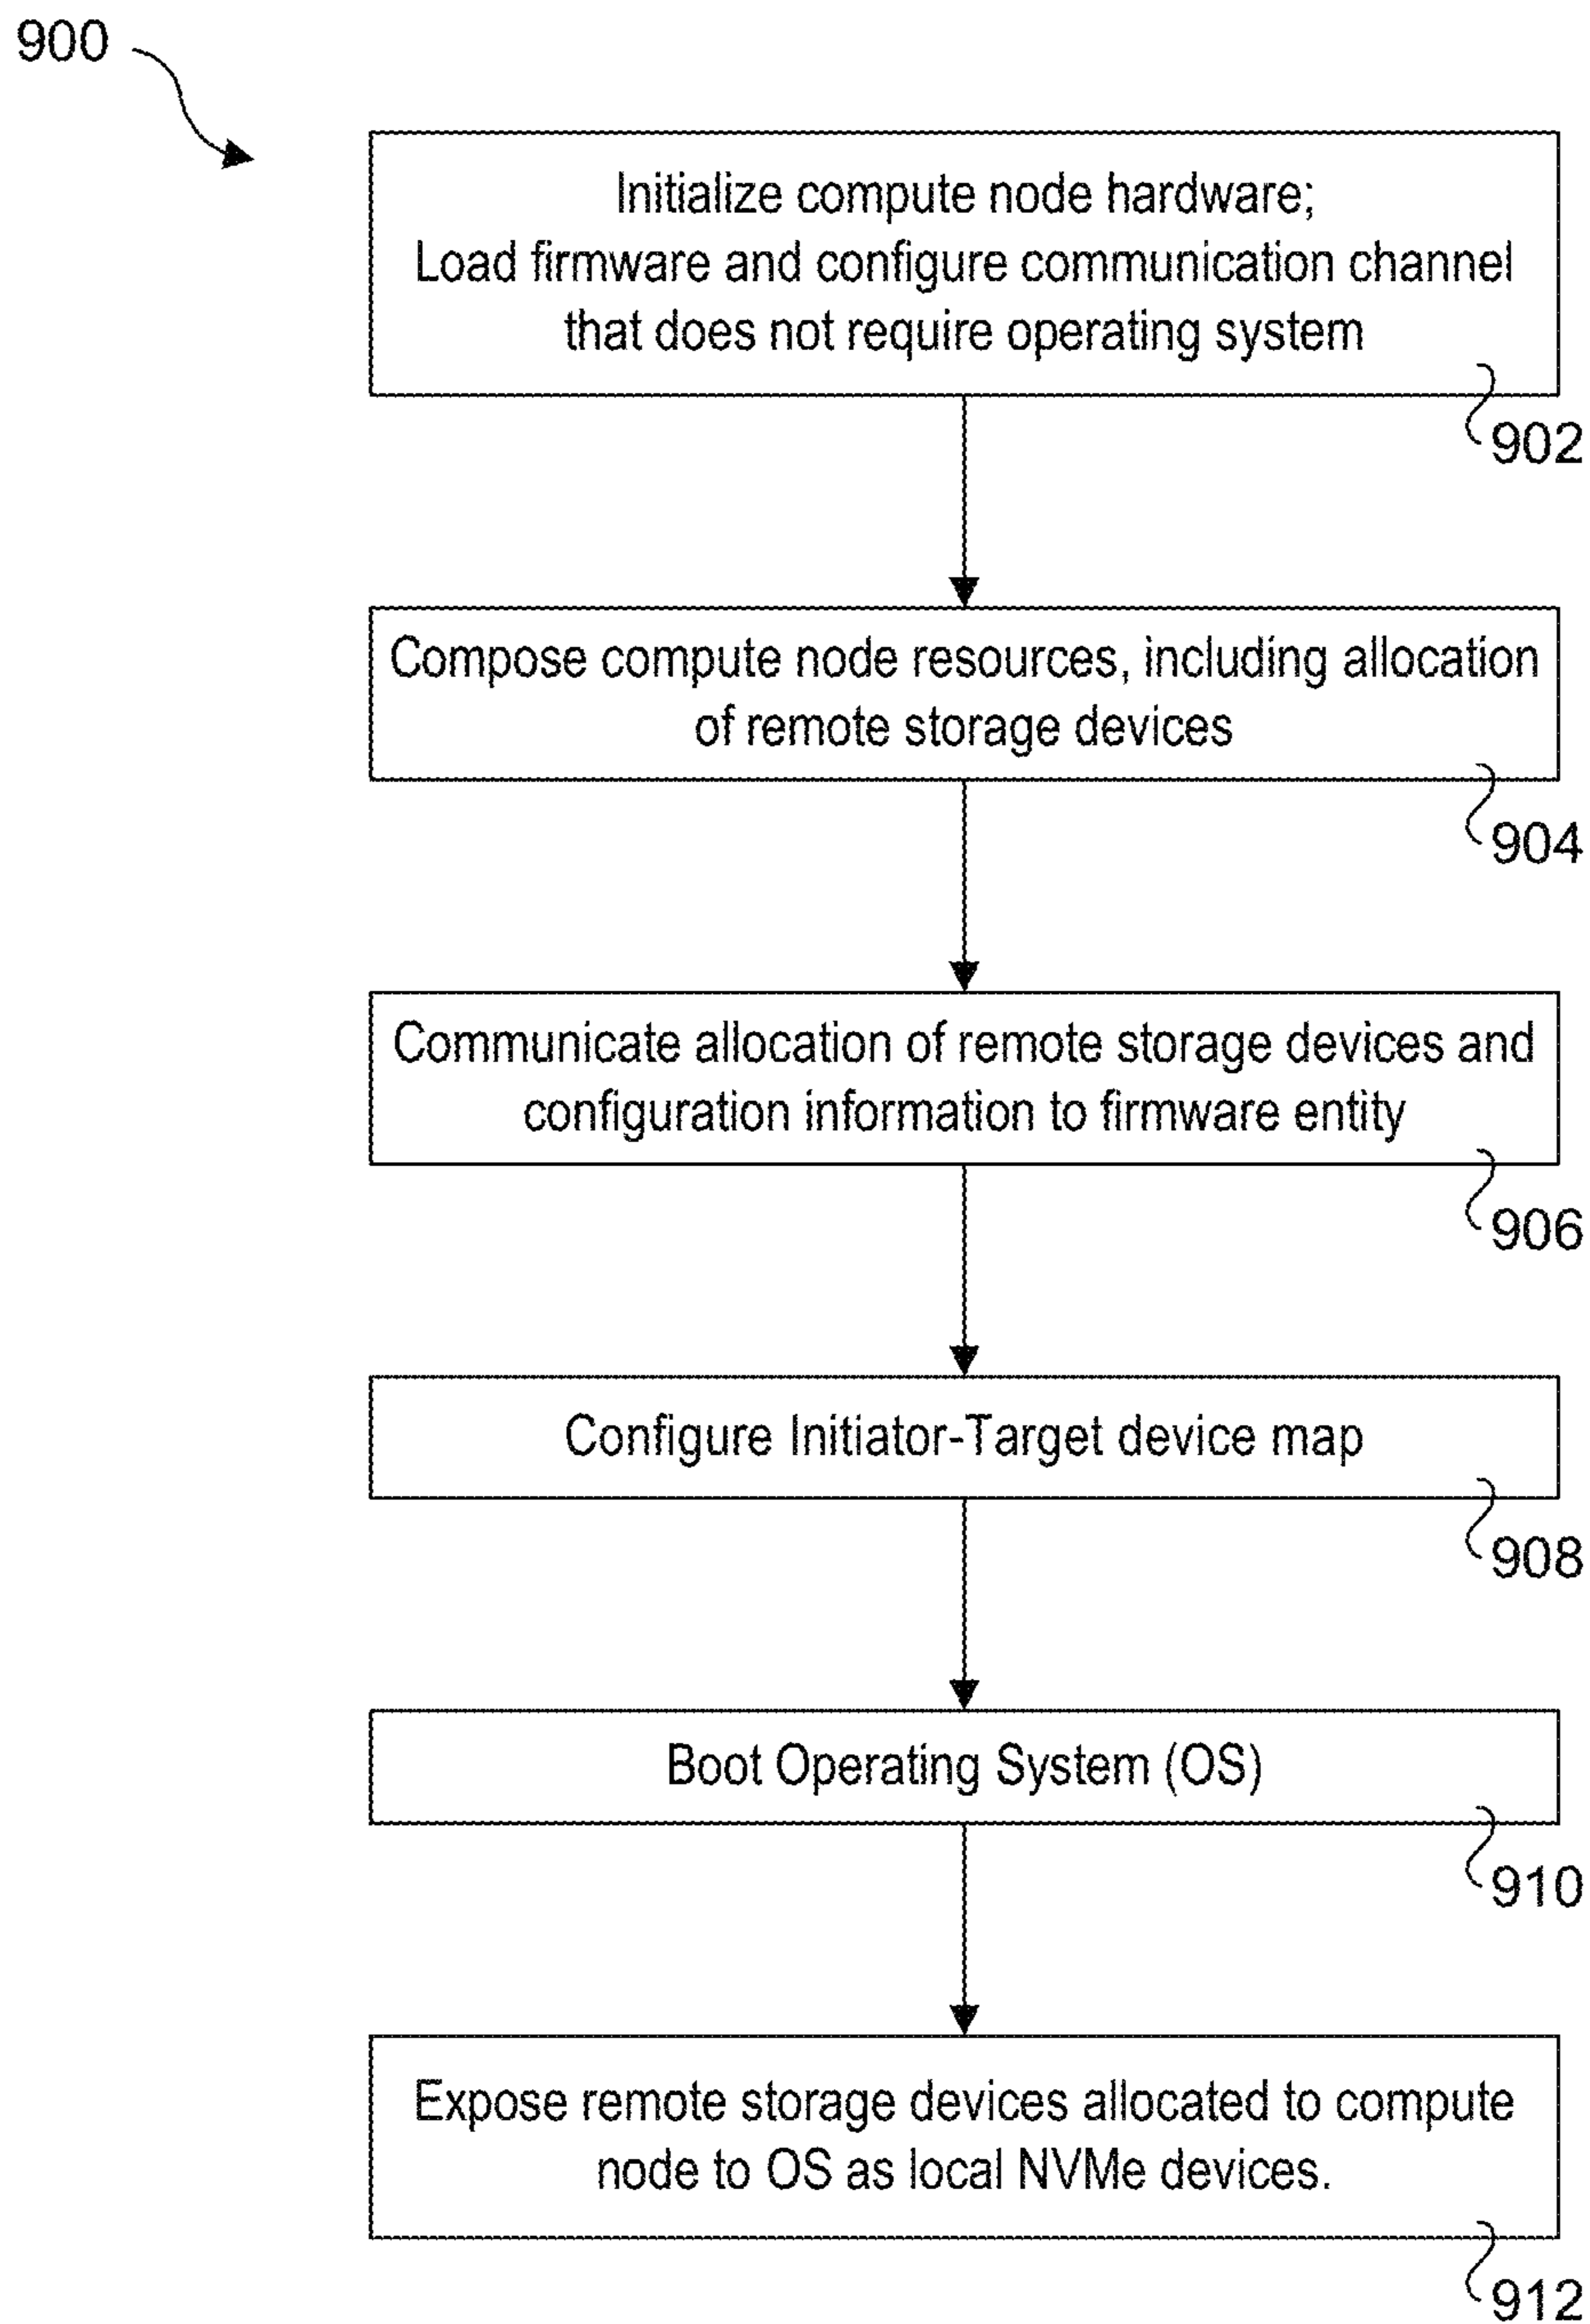 900
Initialize compute node hardware;
Load firmware and configure communication channel
that does not require operating system
902
Compose compute node resources, including allocation
of remote storage devices
904
Communicate allocation of remote storage devices and
configuration information to firmware entity
906
Configure Initiator-Target device map
908
Boot Operating System (OS)
910
Expose remote storage devices allocated to compute
node to OS as local NVMe devices.
912